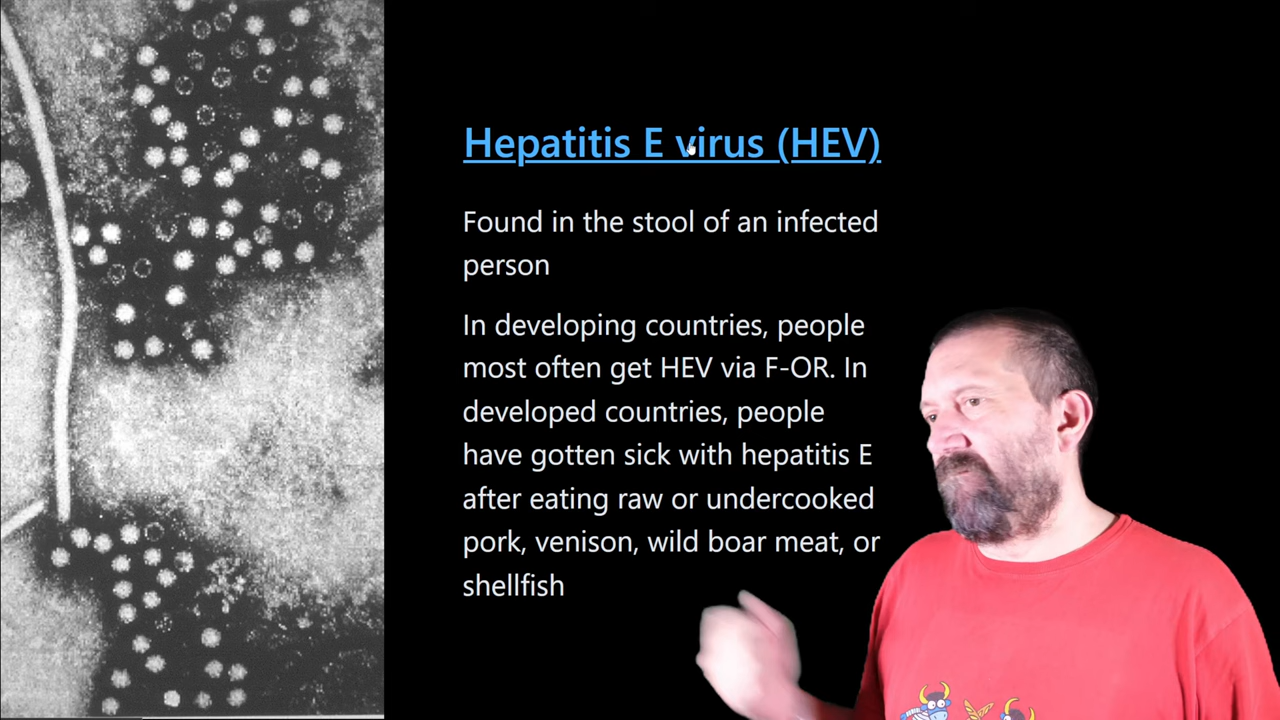 Hepatitis E virus (HEV)
Found in the stool of an infected
person
In developing countries, people
most often get HEV via F-OR. In
developed countries, people
have gotten sick with hepatitis E
after eating raw or undercooked
pork, venison, wild boar meat, or
shellfish